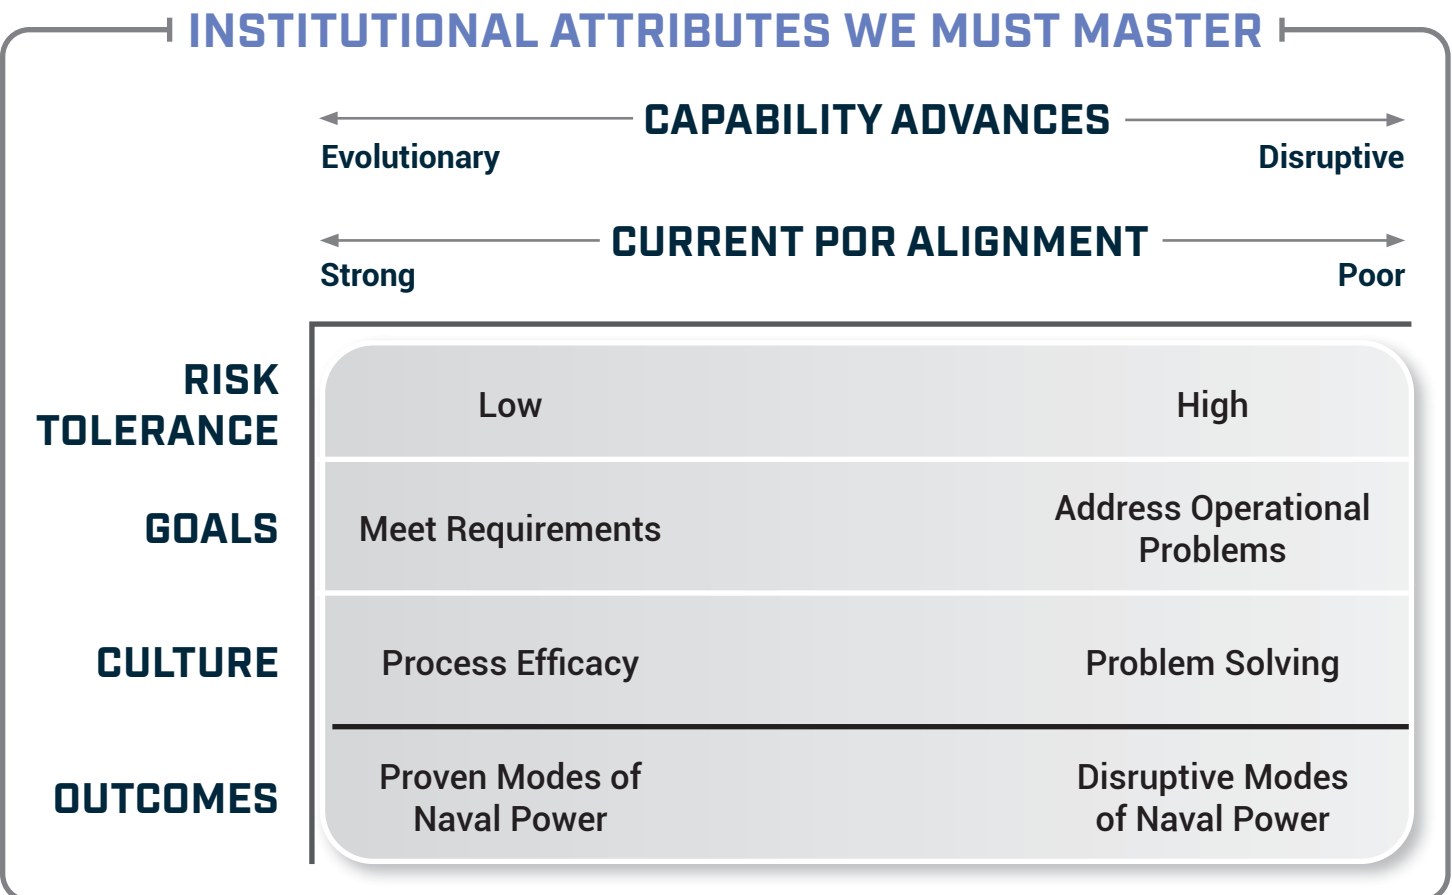 INSTITUTIONAL ATTRIBUTES WE MUST MASTER
CAPABILITY ADVANCES
Evolutionary
Disruptive
CURRENT POR ALIGNMENT
Strong
Poor
RISK
TOLERANCE
Low
High
GOALS
Meet Requirements
Address Operational
Problems
CULTURE
Process Efficacy
Problem Solving
OUTCOMES
Proven Modes of
Naval Power
Disruptive Modes
of Naval Power